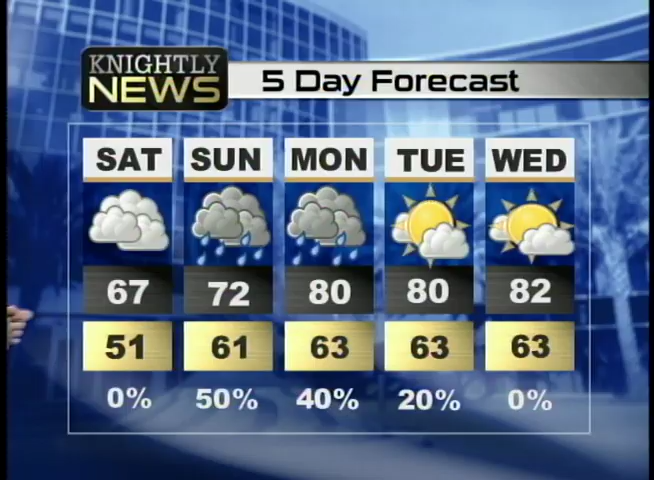 KNIGHTLY
NEWS
5 Day Forecast
SAT SUN MON TUE WED
67 72 80 80 82
51 61 63 63 63
0% 50% 40% 20% 0%